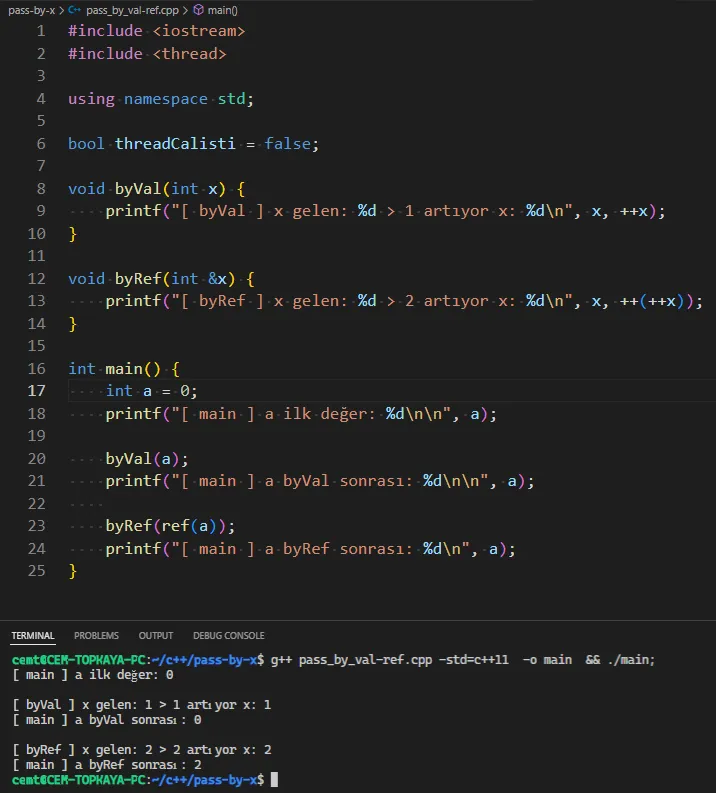 pass-by-x > C++ pass_by_val-ref.cpp > main()
1 #include <iostream>
2 #include <thread>
3
4 using namespace std;
5
6 bool threadCalisti = false;
7
8 void byVal(int x) {
9     printf("[ byVal ] x gelen: %d > 1 artıyor x: %d\n", x, ++x);
10 }
11
12 void byRef(int &x) {
13     printf("[ byRef ] x gelen: %d > 2 artıyor x: %d\n", x, ++(++x));
14 }
15
16 int main() {
17     int a = 0;
18     printf("[ main ] a ilk değer: %d\n\n", a);
19
20     byVal(a);
21     printf("[ main ] a byVal sonrası: %d\n\n", a);
22
23     byRef(ref(a));
24     printf("[ main ] a byRef sonrası: %d\n", a);
25 }
TERMINAL PROBLEMS OUTPUT DEBUG CONSOLE
cemt@CEM-TOPKAYA-PC:~/c++/pass-by-x$ g++ pass_by_val-ref.cpp -std=c++11  -o main  && ./main;
[ main ] a ilk değer: 0

[ byVal ] x gelen: 1 > 1 artıyor x: 1
[ main ] a byVal sonrası: 0

[ byRef ] x gelen: 2 > 2 artıyor x: 2
[ main ] a byRef sonrası: 2
cemt@CEM-TOPKAYA-PC:~/c++/pass-by-x$